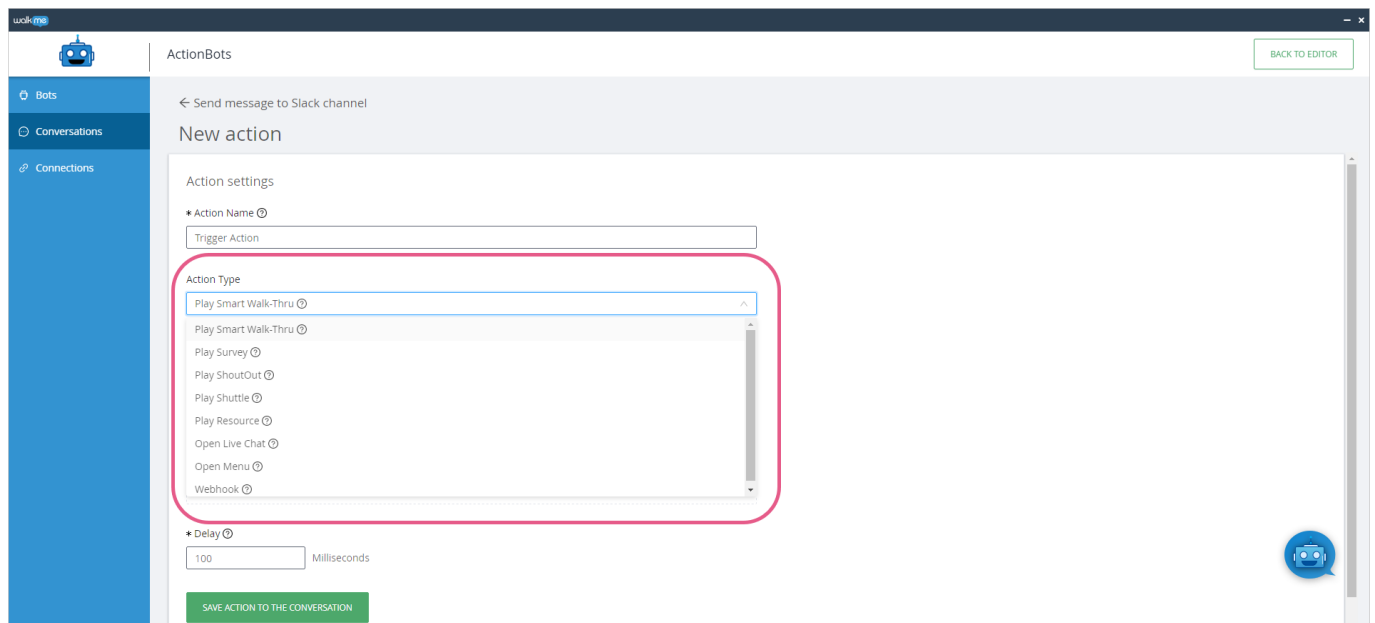 walkme
ActionBots
BACK TO EDITOR
Bots
Conversations
Connections
← Send message to Slack channel
New action
Action settings
* Action Name ?
Trigger Action
Action Type
Play Smart Walk-Thru ?
Play Smart Walk-Thru ?
Play Survey ?
Play ShoutOut ?
Play Shuttle ?
Play Resource ?
Open Live Chat ?
Open Menu ?
Webhook ?
* Delay ?
100 Milliseconds
SAVE ACTION TO THE CONVERSATION